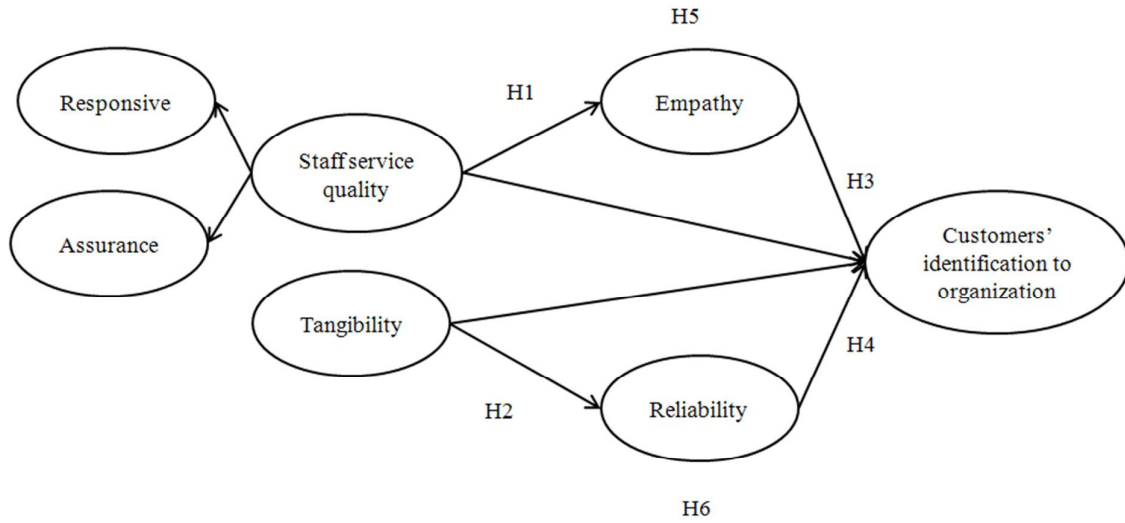 H5
Responsive
H1
Empathy
Staff service
quality
H3
Assurance
Customers'
identification to
organization
Tangibility
H4
H2
Reliability
H6